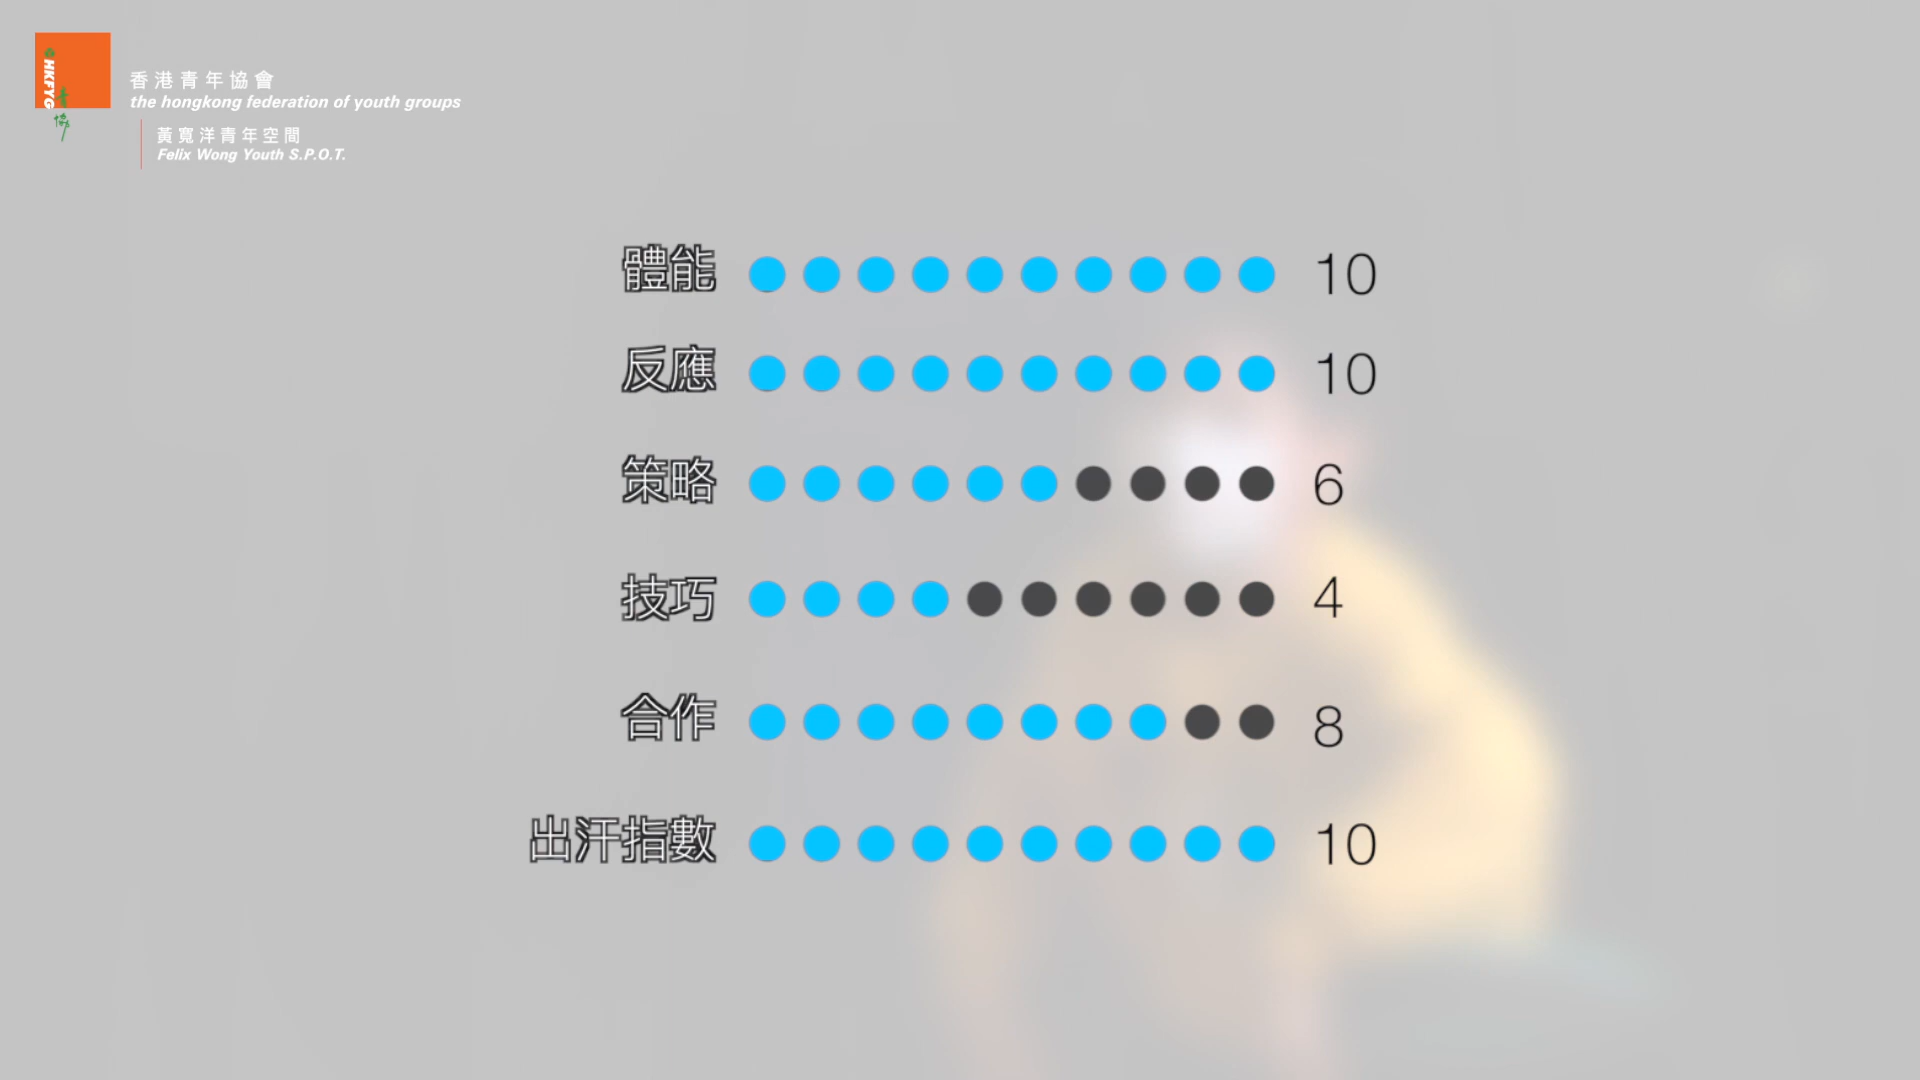 HKFYG
青協
香港青年協會
the hongkong federation of youth groups
黃寬洋青年空間
Felix Wong Youth S.P.O.T.
體能 10
反應 10
策略 6
技巧 4
合作 8
出汗指數 10